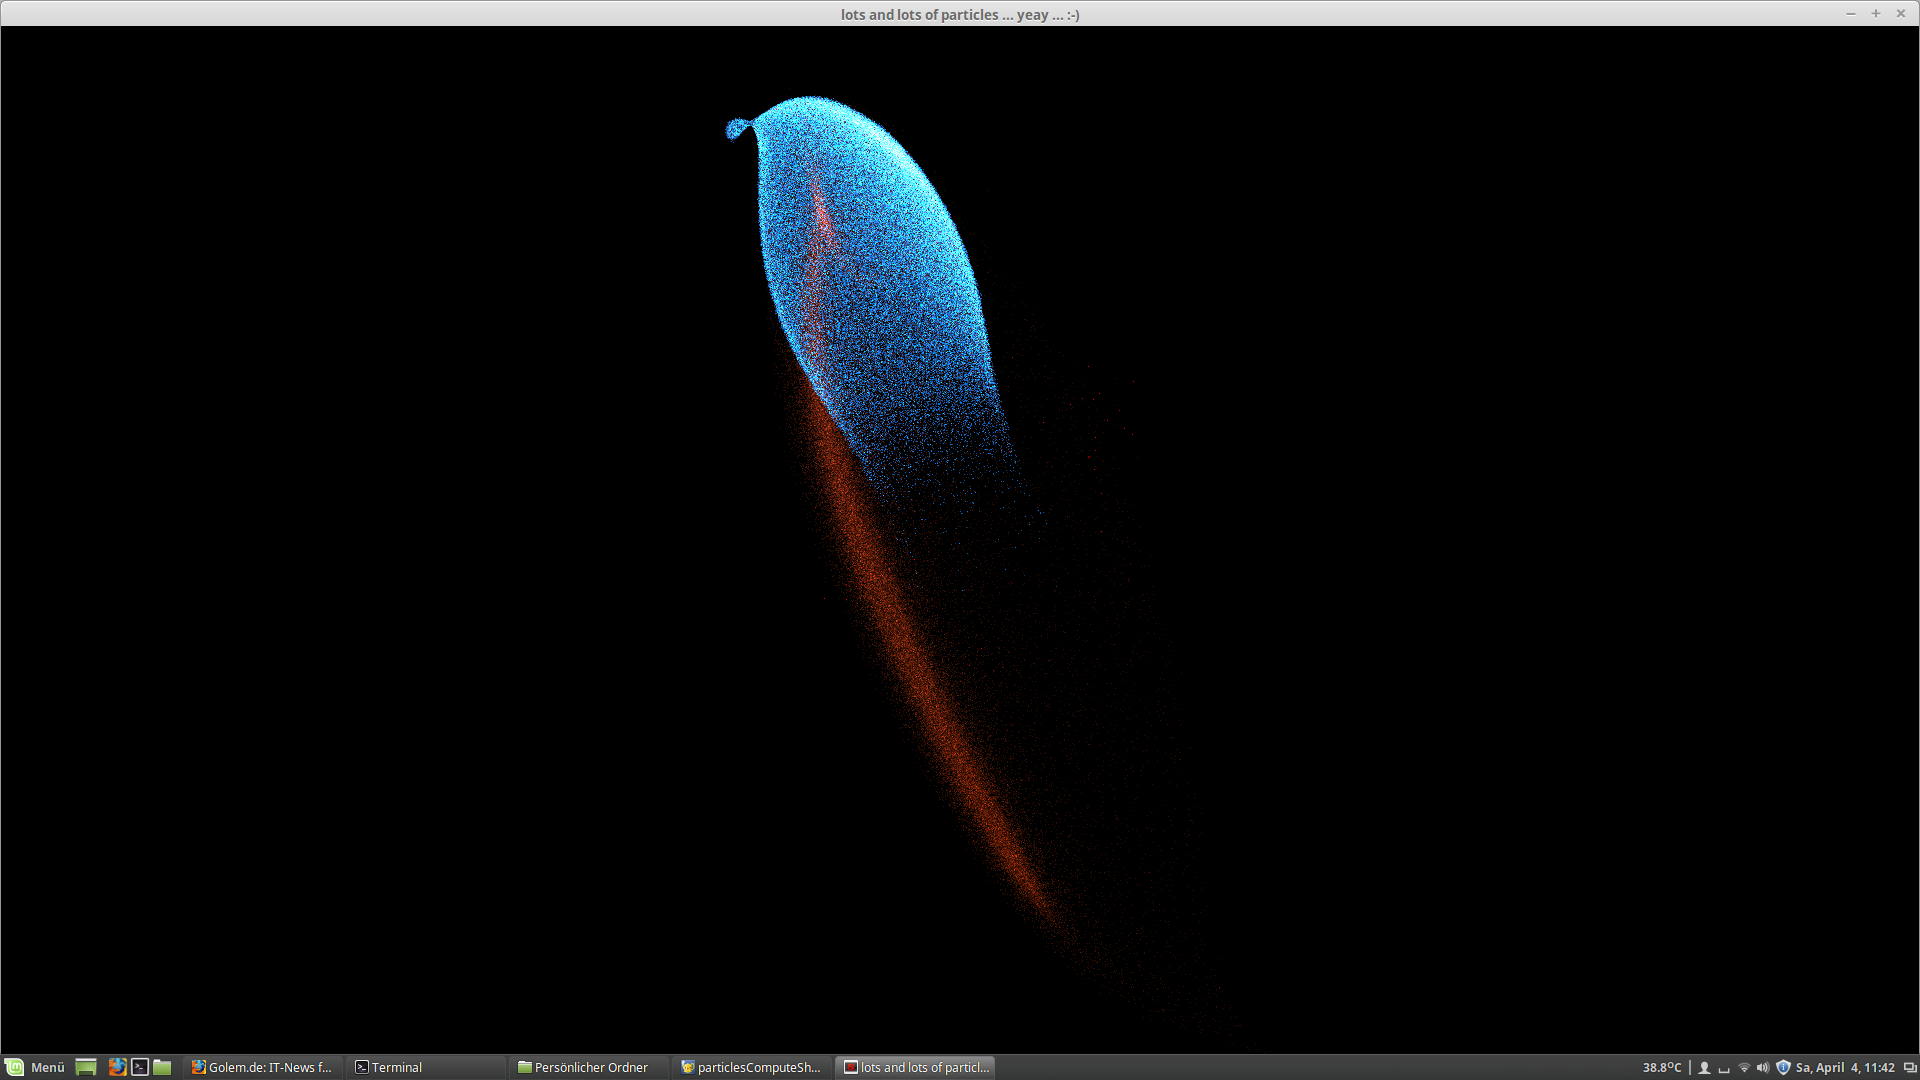 lots and lots of particles ... yeay ... :-)
Menü
Golem.de: IT-News f...
Terminal
Persönlicher Ordner
particlesComputeSh...
lots and lots of particl...
38.8°C
Sa, April 4, 11:42